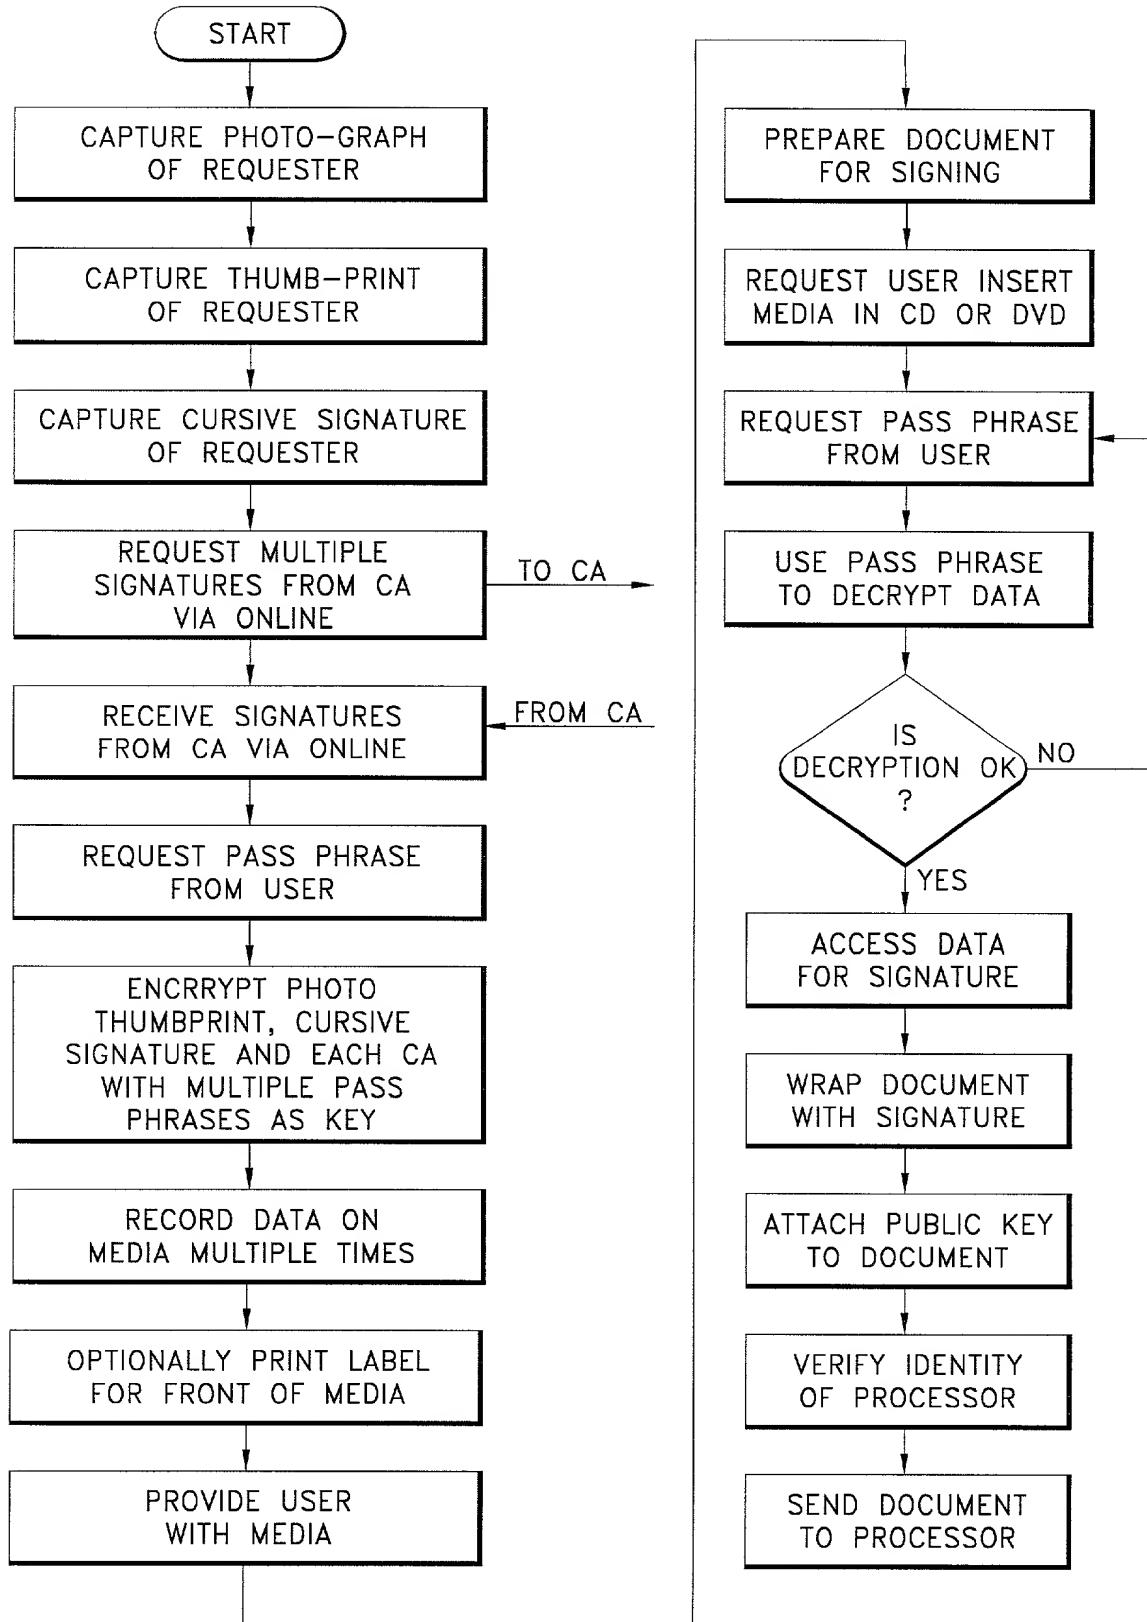 START
CAPTURE PHOTO-GRAPH
OF REQUESTER
CAPTURE THUMB-PRINT
OF REQUESTER
CAPTURE CURSIVE SIGNATURE
OF REQUESTER
REQUEST MULTIPLE
SIGNATURES FROM CA
VIA ONLINE
TO CA
RECEIVE SIGNATURES
FROM CA VIA ONLINE
FROM CA
REQUEST PASS PHRASE
FROM USER
ENCRRYPT PHOTO
THUMBPRINT, CURSIVE
SIGNATURE AND EACH CA
WITH MULTIPLE PASS
PHRASES AS KEY
RECORD DATA ON
MEDIA MULTIPLE TIMES
OPTIONALLY PRINT LABEL
FOR FRONT OF MEDIA
PROVIDE USER
WITH MEDIA
PREPARE DOCUMENT
FOR SIGNING
REQUEST USER INSERT
MEDIA IN CD OR DVD
REQUEST PASS PHRASE
FROM USER
USE PASS PHRASE
TO DECRYPT DATA
IS
DECRYPTION OK
?
NO
YES
ACCESS DATA
FOR SIGNATURE
WRAP DOCUMENT
WITH SIGNATURE
ATTACH PUBLIC KEY
TO DOCUMENT
VERIFY IDENTITY
OF PROCESSOR
SEND DOCUMENT
TO PROCESSOR